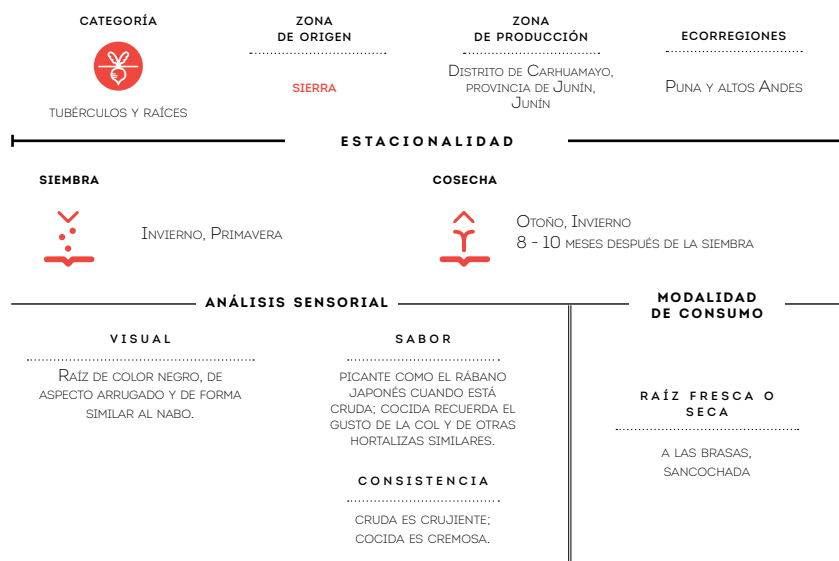 CATEGORÍA
TUBÉRCULOS Y RAÍCES
ZONA
DE ORIGEN
SIERRA
ZONA
DE PRODUCCIÓN
Distrito de Carhuamayo,
provincia de Junín,
Junín
ECORREGIONES
Puna y altos Andes
ESTACIONALIDAD
SIEMBRA
Invierno, Primavera
COSECHA
Otoño, Invierno
8 - 10 meses después de la siembra
ANÁLISIS SENSORIAL
VISUAL
Raíz de color negro, de
aspecto arrugado y de forma
similar al nabo.
SABOR
picante como el rábano
japonés cuando está
cruda; cocida recuerda el
gusto de la col y de otras
hortalizas similares.
CONSISTENCIA
cruda es crujiente;
cocida es cremosa.
MODALIDAD
DE CONSUMO
RAÍZ FRESCA O
SECA
a las brasas,
sancochada